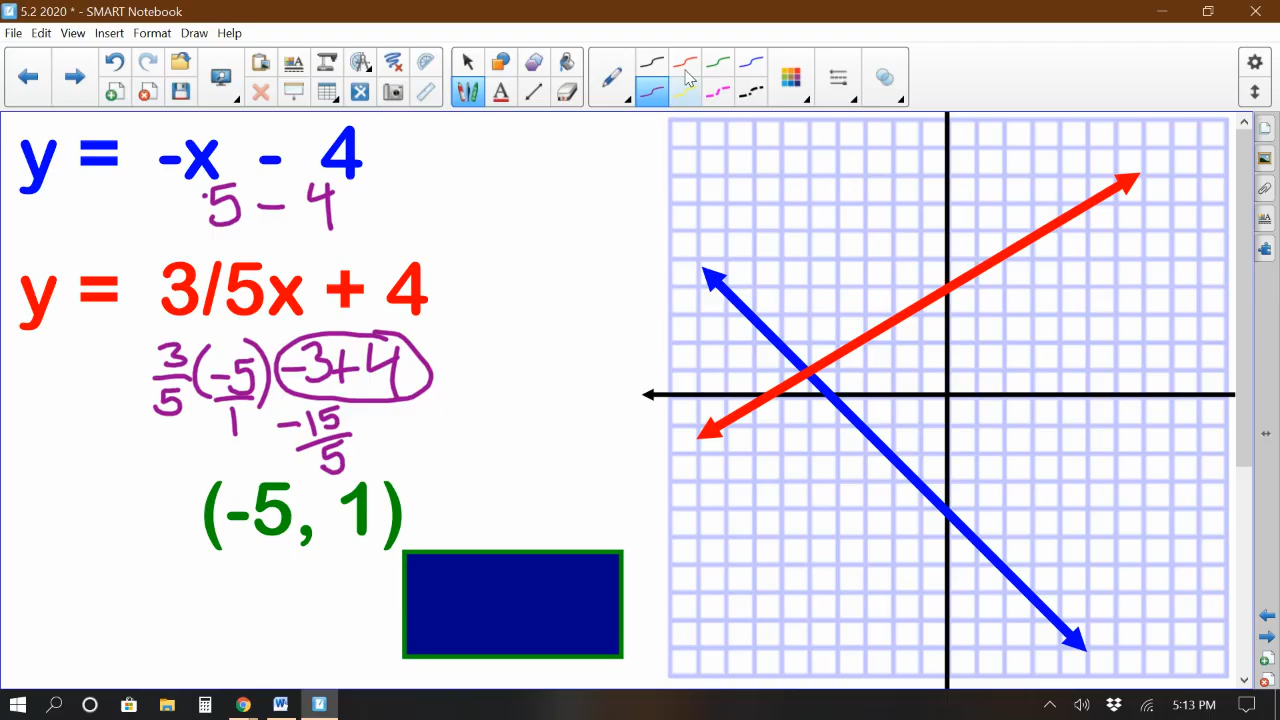 5.2 2020 * - SMART Notebook
File Edit View Insert Format Draw Help
y = -x - 4
5 - 4
y = 3/5x + 4
3/5 (-5/1) -3+4
-15/5
(-5, 1)
5:13 PM